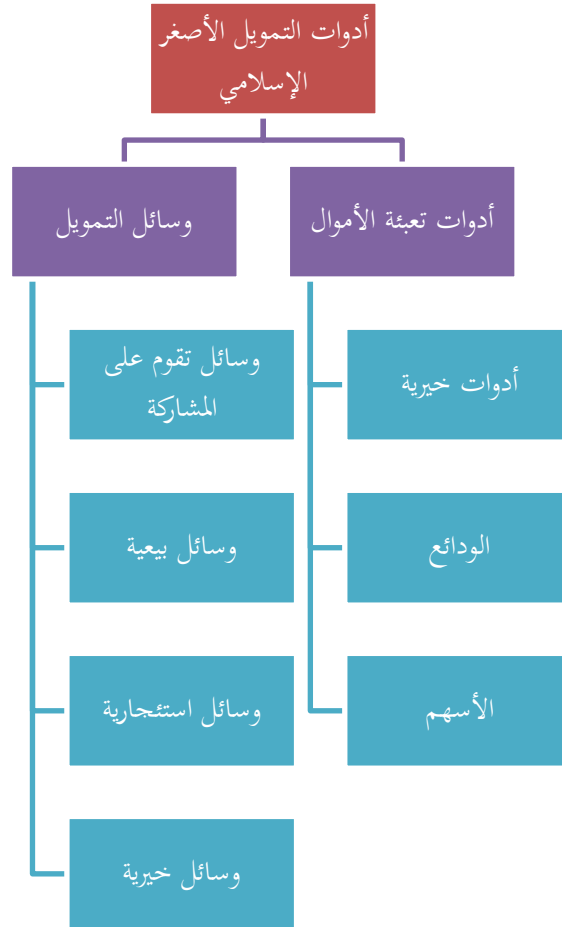 أدوات التمويل الأصغر
الإسلامي
أدوات تعبئة الأموال
وسائل التمويل
أدوات خيرية
الودائع
الأسهم
وسائل تقوم على
المشاركة
وسائل بيعية
وسائل استئجارية
وسائل خيرية